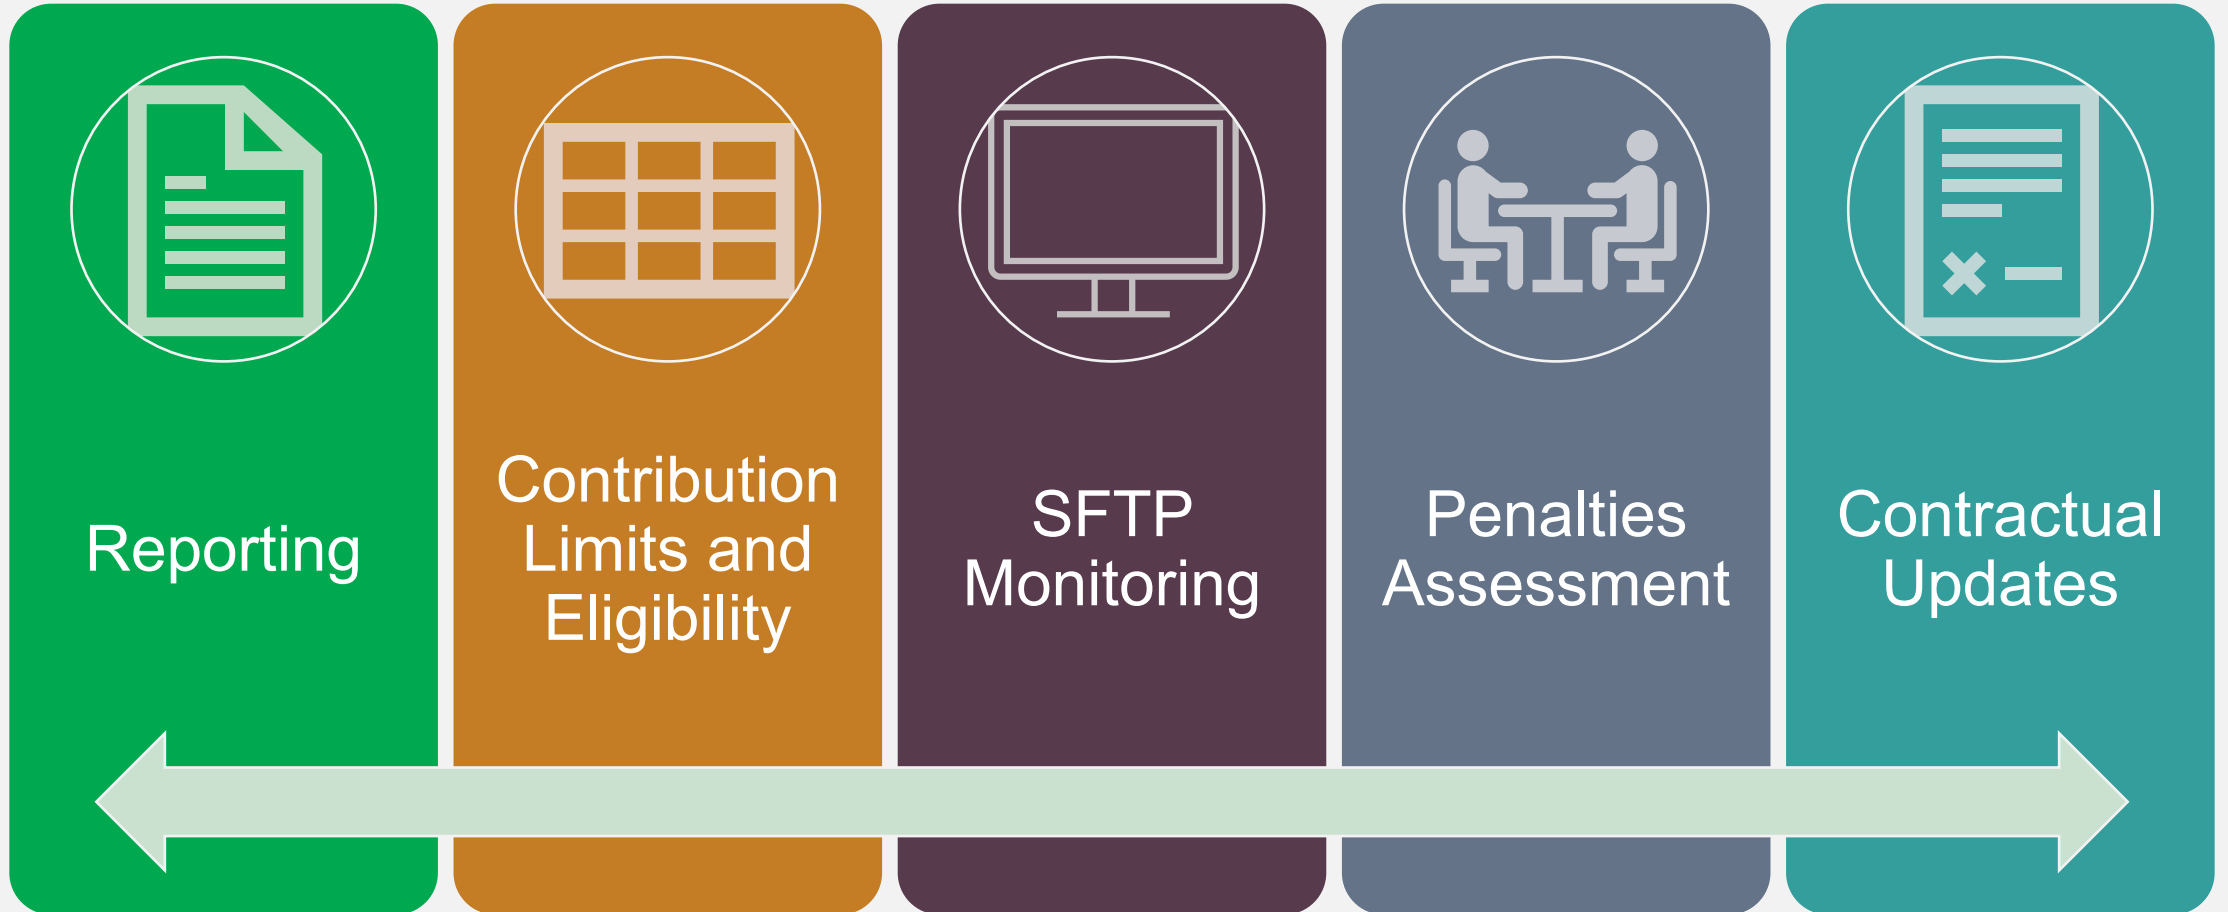 Reporting
Contribution
Limits and
Eligibility
SFTP
Monitoring
Penalties
Assessment
Contractual
Updates